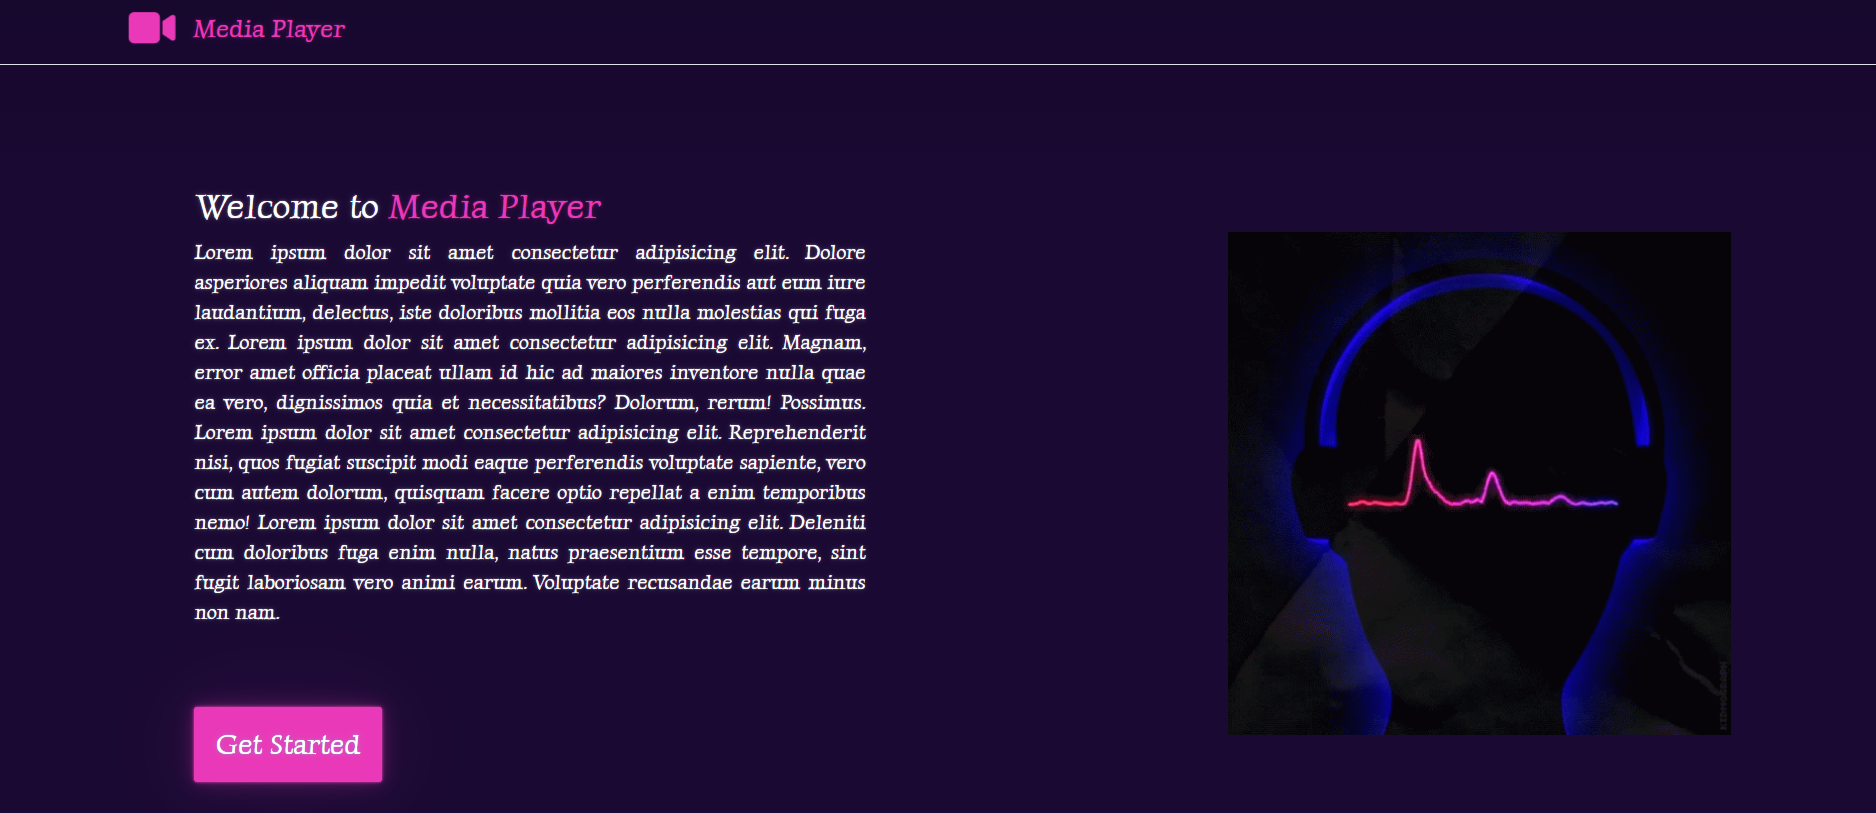 Media Player
Welcome to Media Player
Lorem ipsum dolor sit amet consectetur adipisicing elit. Dolore
asperiores aliquam impedit voluptate quia vero perferendis aut eum iure
laudantium, delectus, iste doloribus mollitia eos nulla molestias qui fuga
ex. Lorem ipsum dolor sit amet consectetur adipisicing elit. Magnam,
error amet officia placeat ullam id hic ad maiores inventore nulla quae
ea vero, dignissimos quia et necessitatibus? Dolorum, rerum! Possimus.
Lorem ipsum dolor sit amet consectetur adipisicing elit. Reprehenderit
nisi, quos fugiat suscipit modi eaque perferendis voluptate sapiente, vero
cum autem dolorum, quisquam facere optio repellat a enim temporibus
nemo! Lorem ipsum dolor sit amet consectetur adipisicing elit. Deleniti
cum doloribus fuga enim nulla, natus praesentium esse tempore, sint
fugit laboriosam vero animi earum. Voluptate recusandae earum minus
non nam.
Get Started